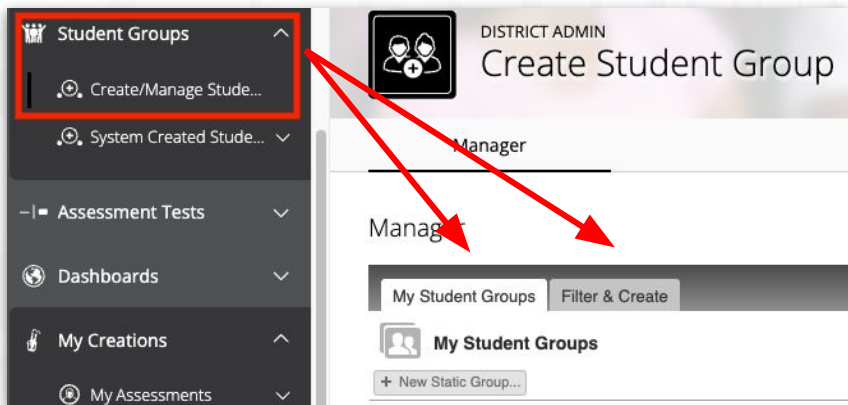 Student Groups
Create/Manage Stude...
System Created Stude...
Assessment Tests
Dashboards
My Creations
My Assessments
DISTRICT ADMIN
Create Student Group
Manager
Manager
My Student Groups
Filter & Create
My Student Groups
+ New Static Group...